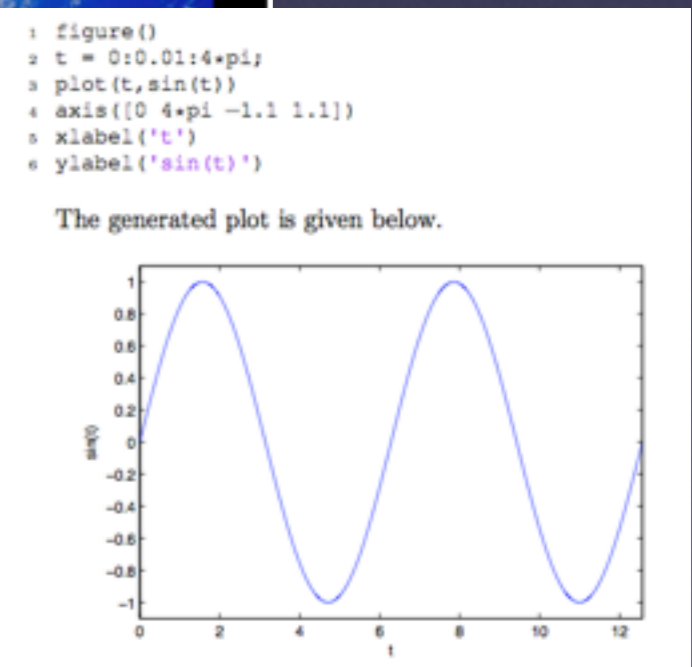 1 figure()
2 t = 0:0.01:4*pi;
3 plot(t,sin(t))
4 axis([0 4*pi -1.1 1.1])
5 xlabel('t')
6 ylabel('sin(t)')
The generated plot is given below.
1
0.8
0.6
0.4
0.2
0
-0.2
-0.4
-0.6
-0.8
-1
sin(t)
0 2 4 6 8 10 12
t